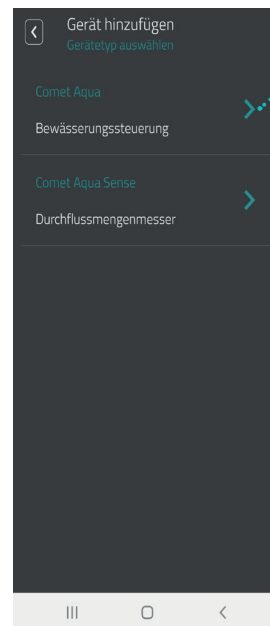 Gerät hinzufügen
Gerätetyp auswählen
Comet Aqua
Bewässerungssteuerung
Comet Aqua Sense
Durchflussmengenmesser